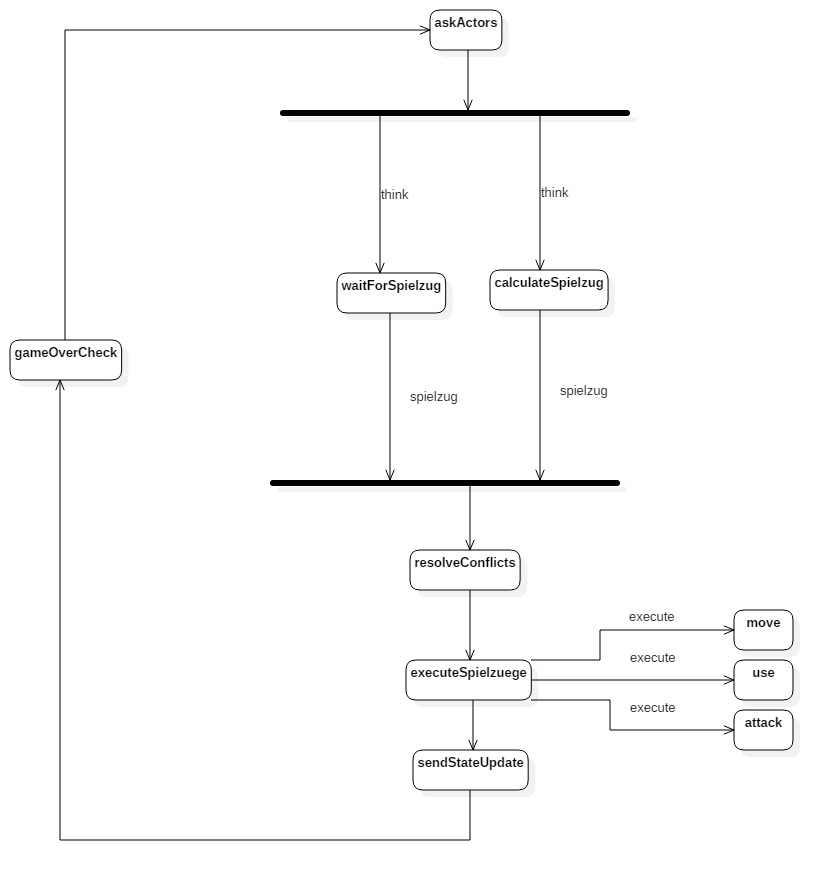 askActors
think
think
waitForSpielzug
calculateSpielzug
gameOverCheck
spielzug
spielzug
resolveConflicts
execute
move
executeSpielzuege
execute
use
execute
attack
sendStateUpdate